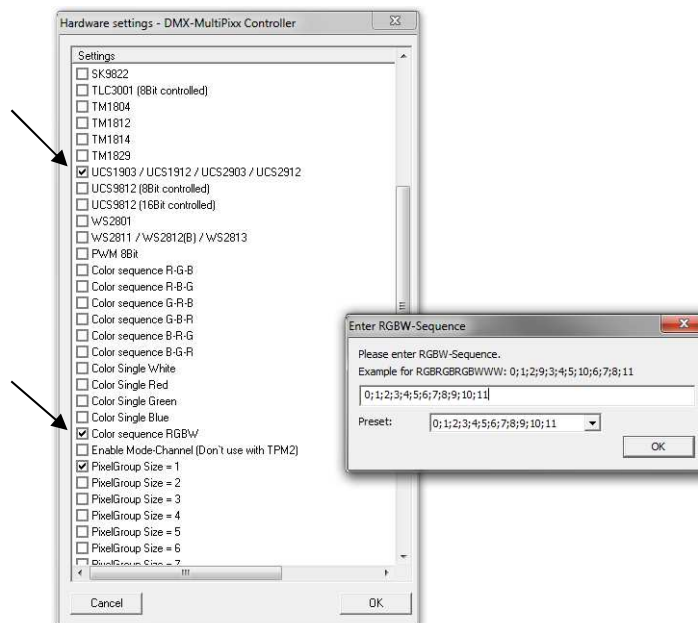 Hardware settings - DMX-MultiPixx Controller
Settings
SK9822
TLC3001 (8Bit controlled)
TM1804
TM1812
TM1814
TM1829
UCS1903 / UCS1912 / UCS2903 / UCS2912
UCS9812 (8Bit controlled)
UCS9812 (16Bit controlled)
WS2801
WS2811 / WS2812(B) / WS2813
PWM 8Bit
Color sequence R-G-B
Color sequence R-B-G
Color sequence G-R-B
Color sequence G-B-R
Color sequence B-R-G
Color sequence B-G-R
Color Single White
Color Single Red
Color Single Green
Color Single Blue
Color sequence RGBW
Enable Mode-Channel (Don't use with TPM2)
PixelGroup Size = 1
PixelGroup Size = 2
PixelGroup Size = 3
PixelGroup Size = 4
PixelGroup Size = 5
PixelGroup Size = 6
PixelGroup Size = 7
Cancel
OK
Enter RGBW-Sequence
Please enter RGBW-Sequence.
Example for RGBRGBRGBWWW: 0;1;2;9;3;4;5;10;6;7;8;11
0;1;2;3;4;5;6;7;8;9;10;11
Preset:
0;1;2;3;4;5;6;7;8;9;10;11
OK